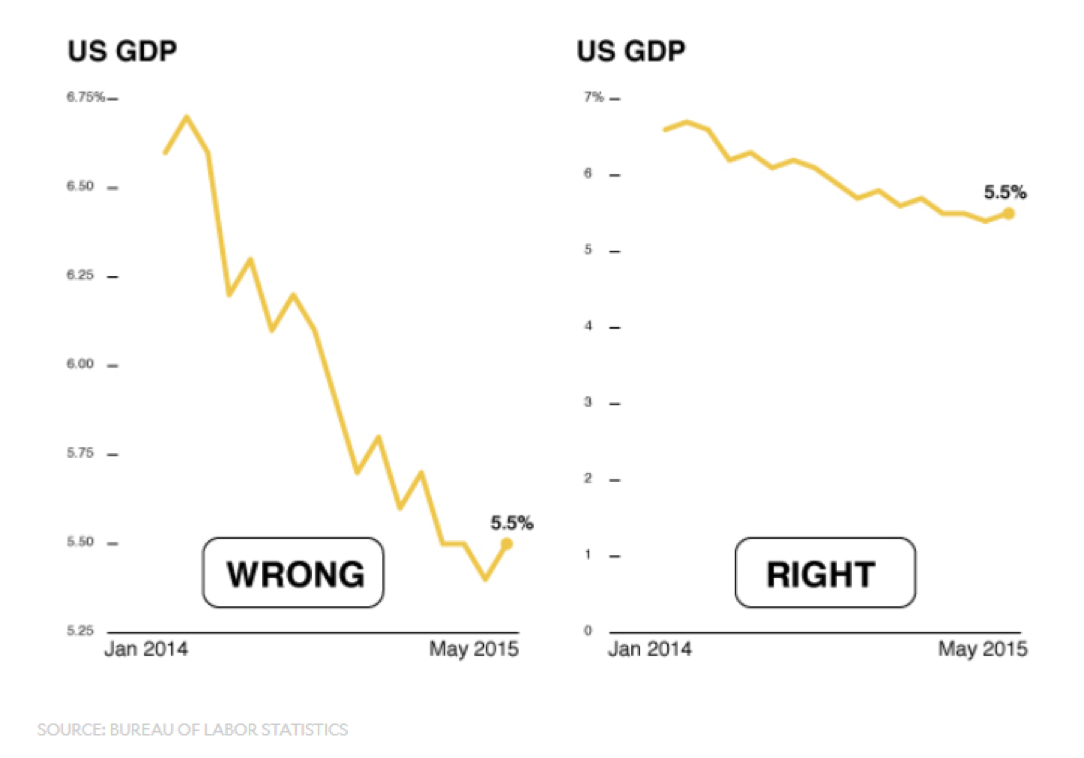 US GDP
6.75%
6.50
6.25
6.00
5.75
5.50
5.25
5.5%
WRONG
Jan 2014 May 2015
US GDP
7%
6
5
4
3
2
1
0
5.5%
RIGHT
Jan 2014 May 2015
SOURCE: BUREAU OF LABOR STATISTICS